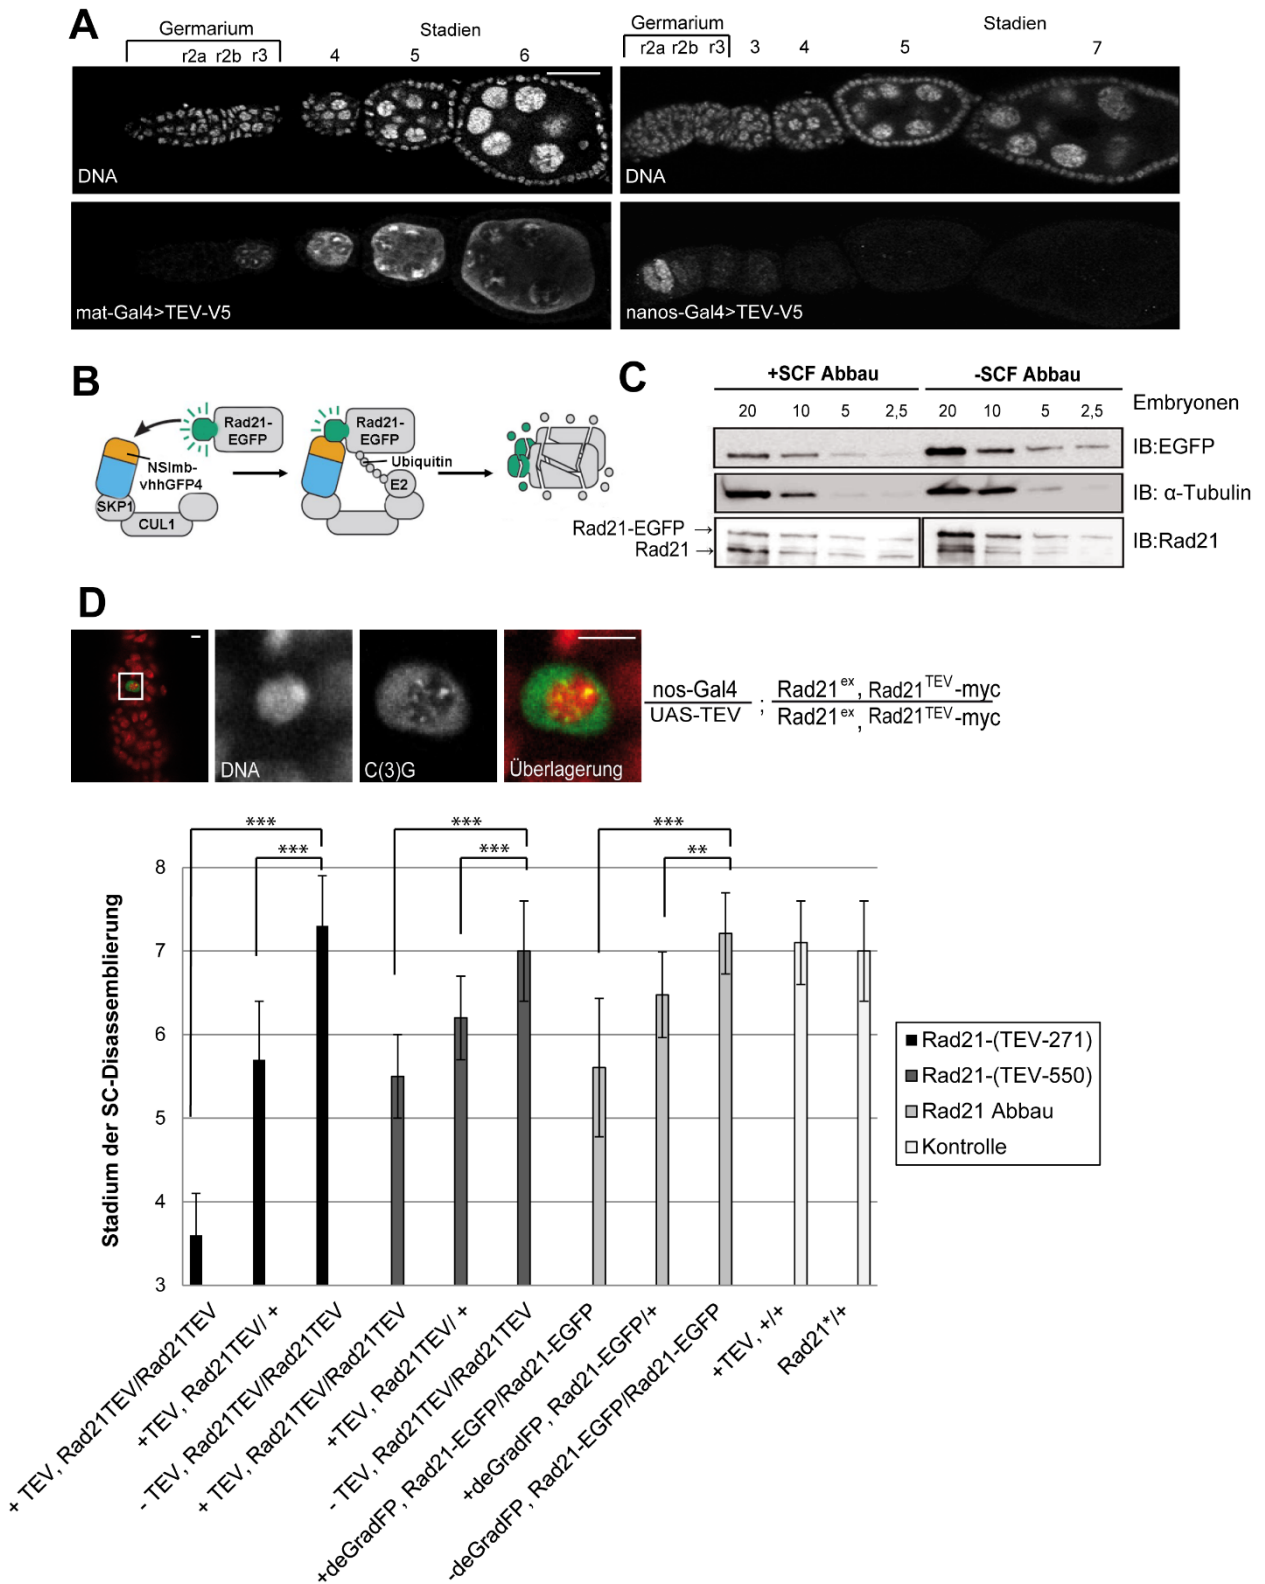 A
Germarium
Stadien
r2a r2b r3 4 5 6
Germarium
Stadien
r2a r2b r3 3 4 5 7
DNA
DNA
mat-Gal4>TEV-V5
nanos-Gal4>TEV-V5
B
Rad21-
EGFP
NSlmb-
vhhGFP4
SKP1
CUL1
Rad21-
EGFP
Ubiquitin
E2
C
+SCF Abbau
-SCF Abbau
20 10 5 2,5 20 10 5 2,5 Embryonen
IB:EGFP
IB: α-Tubulin
Rad21-EGFP →
Rad21 →
IB:Rad21
D
DNA
C(3)G
Überlagerung
nos-Gal4 Rad21ex, Rad21TEV-myc
;
UAS-TEV Rad21ex, Rad21TEV-myc
*** *** ***
*** *** **
Stadium der SC-Disassemblierung
8
7
6
5
4
3
Rad21-(TEV-271)
Rad21-(TEV-550)
Rad21 Abbau
Kontrolle
+ TEV, Rad21TEV/Rad21TEV
+TEV, Rad21TEV/ +
- TEV, Rad21TEV/Rad21TEV
+ TEV, Rad21TEV/Rad21TEV
+TEV, Rad21TEV/ +
- TEV, Rad21TEV/Rad21TEV
+deGradFP, Rad21-EGFP/Rad21-EGFP
+deGradFP, Rad21-EGFP/+
-deGradFP, Rad21-EGFP/Rad21-EGFP
+TEV, +/+
Rad21*/+